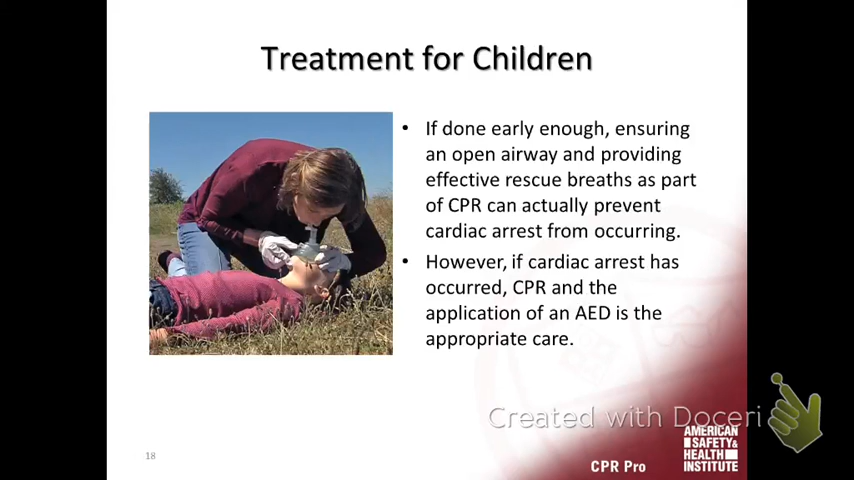 Treatment for Children
• If done early enough, ensuring
an open airway and providing
effective rescue breaths as part
of CPR can actually prevent
cardiac arrest from occurring.
• However, if cardiac arrest has
occurred, CPR and the
application of an AED is the
appropriate care.
Created with Doceri
18
CPR Pro
AMERICAN
SAFETY&
HEALTH
INSTITUTE